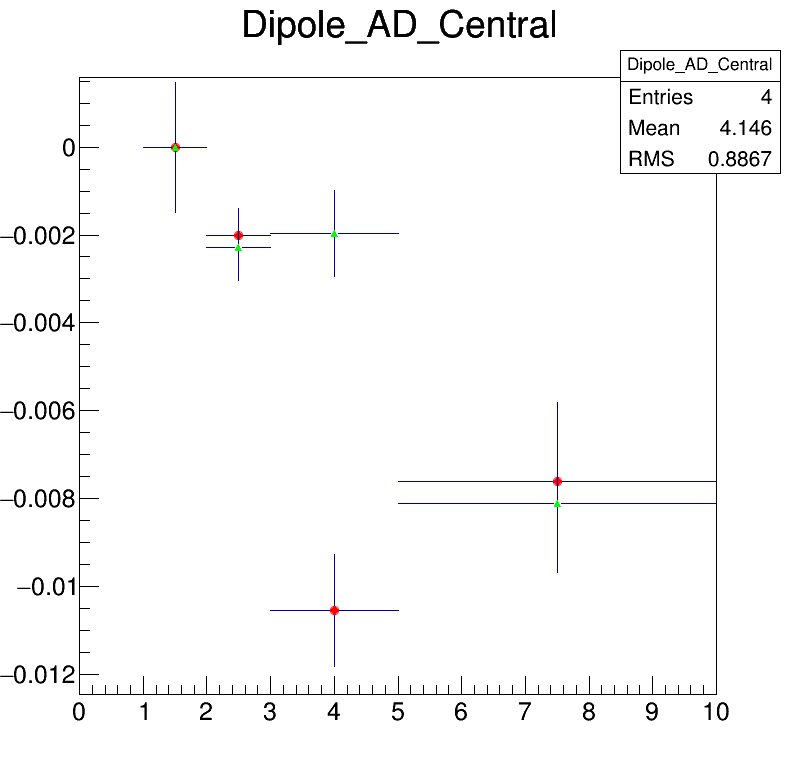 Dipole_AD_Central
Dipole_AD_Central
Entries 4
Mean 4.146
RMS 0.8867
0
−0.002
−0.004
−0.006
−0.008
−0.01
−0.012
0 1 2 3 4 5 6 7 8 9 10